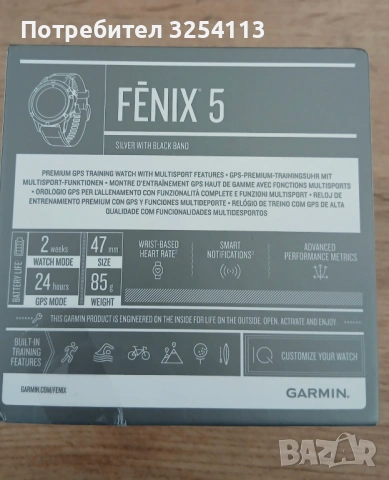 Потребител 3254113
FĒNIX 5
SILVER WITH BLACK BAND
PREMIUM GPS TRAINING WATCH WITH MULTISPORT FEATURES • GPS-PREMIUM-TRAININGSUHR MIT
MULTISPORT-FUNKTIONEN • MONTRE D'ENTRAÎNEMENT GPS HAUT DE GAMME AVEC FONCTIONS MULTISPORTS
• OROLOGIO GPS PER L'ALLENAMENTO CON FUNZIONALITÀ COMPLETE E FUNZIONI MULTISPORT • RELOJ DE
ENTRENAMIENTO PREMIUM CON GPS Y FUNCIONES MULTIDEPORTE • RELÓGIO DE TREINO COM GPS DE ALTA
QUALIDADE COM FUNCIONALIDADES MULTIDESPORTOS
BATTERY LIFE
2
weeks
WATCH MODE
24
hours
GPS MODE
47 mm
SIZE
85 g
WEIGHT
WRIST-BASED
HEART RATE²
SMART
NOTIFICATIONS³
ADVANCED
PERFORMANCE METRICS
THIS GARMIN PRODUCT IS ENGINEERED ON THE INSIDE FOR LIFE ON THE OUTSIDE. OPEN, ACTIVATE AND ENJOY.
BUILT-IN
TRAINING
FEATURES
IQ
CUSTOMIZE YOUR WATCH
GARMIN.COM/FENIX
GARMIN.
BAZAR
bg